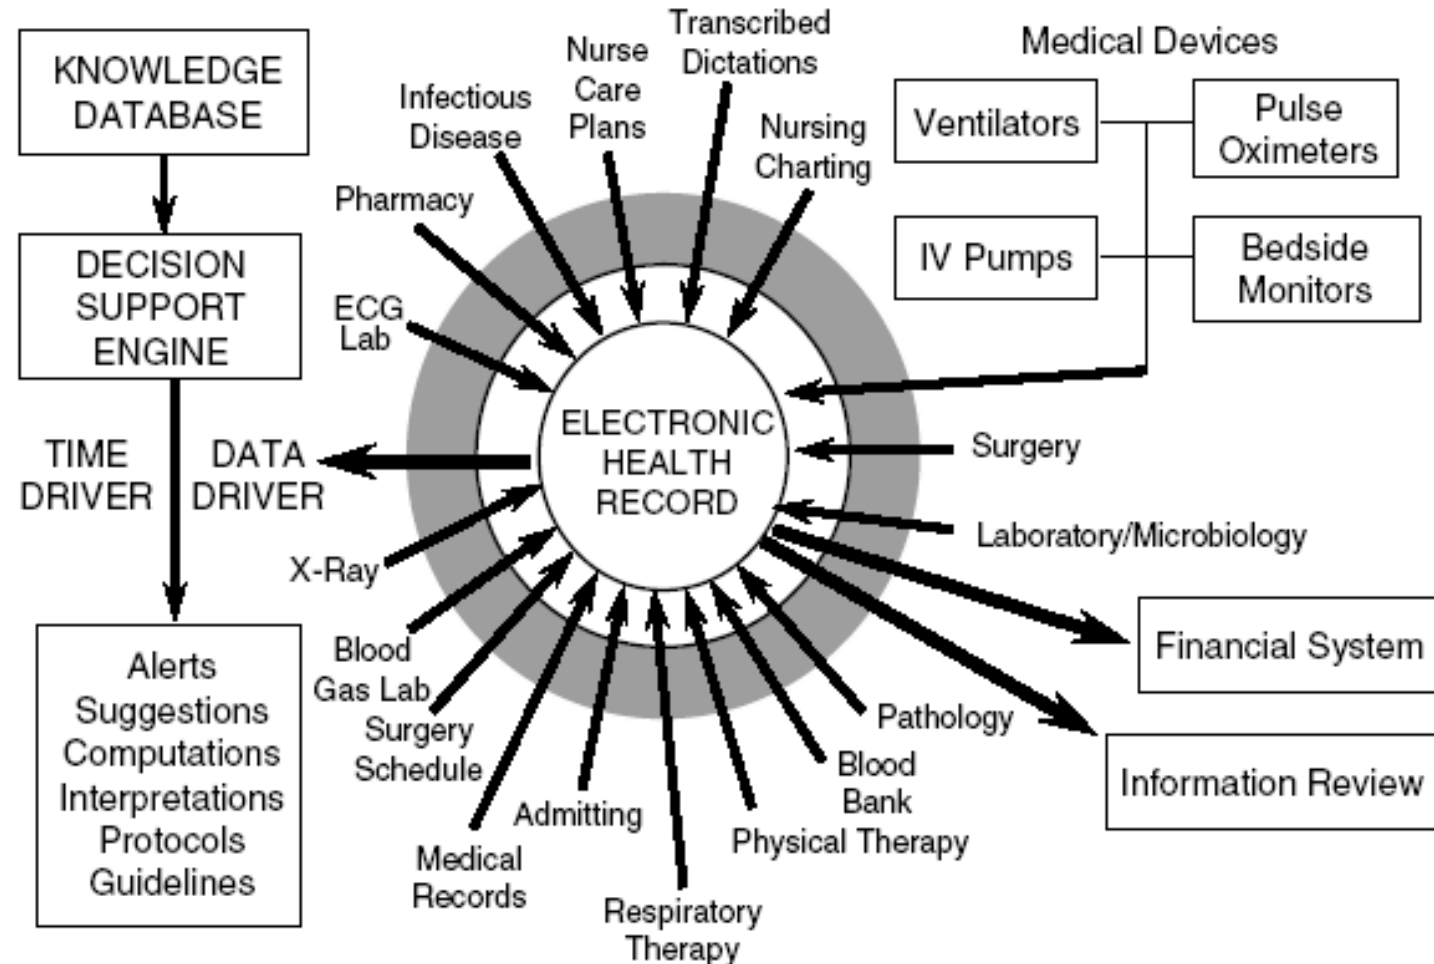 KNOWLEDGE
DATABASE
DECISION
SUPPORT
ENGINE
TIME
DRIVER
DATA
DRIVER
Alerts
Suggestions
Computations
Interpretations
Protocols
Guidelines
Transcribed
Dictations
Nurse
Care
Plans
Infectious
Disease
Nursing
Charting
Pharmacy
ECG
Lab
ELECTRONIC
HEALTH
RECORD
X-Ray
Blood
Gas Lab
Surgery
Schedule
Medical
Records
Admitting
Respiratory
Therapy
Physical Therapy
Blood
Bank
Pathology
Medical Devices
Ventilators
Pulse
Oximeters
IV Pumps
Bedside
Monitors
Surgery
Laboratory/Microbiology
Financial System
Information Review